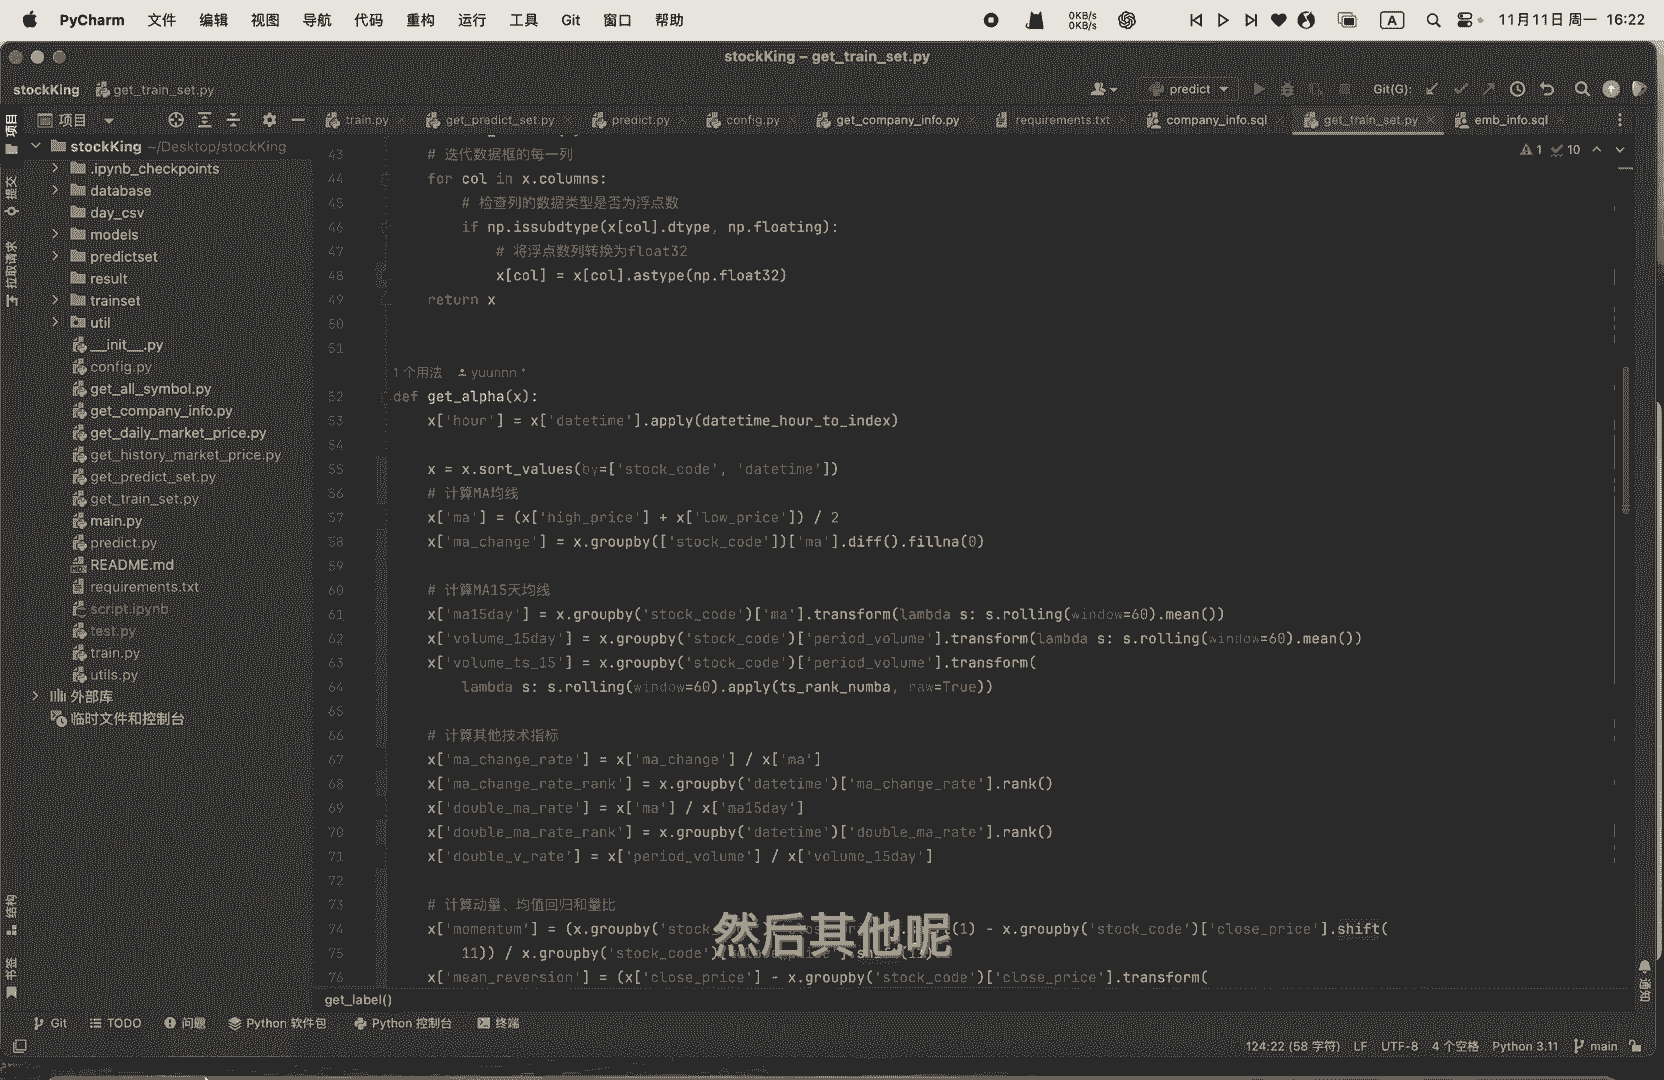 PyCharm 文件 编辑 视图 导航 代码 重构 运行 工具 Git 窗口 帮助 0KB/s 0KB/s A 11月11日 周一 16:22
stockKing – get_train_set.py
stockKing get_train_set.py predict Git(G):
项目 train.py get_predict_set.py predict.py config.py get_company_info.py requirements.txt company_info.sql get_train_set.py emb_info.sql
提交
拉取请求
结构
书签
stockKing ~/Desktop/stockKing
.ipynb_checkpoints
database
day_csv
models
predictset
result
trainset
util
__init__.py
config.py
get_all_symbol.py
get_company_info.py
get_daily_market_price.py
get_history_market_price.py
get_predict_set.py
get_train_set.py
main.py
predict.py
README.md
requirements.txt
script.ipynb
test.py
train.py
utils.py
外部库
临时文件和控制台
1 10
43 # 迭代数据框的每一列
44 for col in x.columns:
45 # 检查列的数据类型是否为浮点数
46 if np.issubdtype(x[col].dtype, np.floating):
47 # 将浮点数列转换为float32
48 x[col] = x[col].astype(np.float32)
49 return x
50
51
1 个用法 yuunnn *
52 def get_alpha(x):
53 x['hour'] = x['datetime'].apply(datetime_hour_to_index)
54
55 x = x.sort_values(by=['stock_code', 'datetime'])
56 # 计算MA均线
57 x['ma'] = (x['high_price'] + x['low_price']) / 2
58 x['ma_change'] = x.groupby(['stock_code'])['ma'].diff().fillna(0)
59
60 # 计算MA15天均线
61 x['ma15day'] = x.groupby('stock_code')['ma'].transform(lambda s: s.rolling(window=60).mean())
62 x['volume_15day'] = x.groupby('stock_code')['period_volume'].transform(lambda s: s.rolling(window=60).mean())
63 x['volume_ts_15'] = x.groupby('stock_code')['period_volume'].transform(
64 lambda s: s.rolling(window=60).apply(ts_rank_numba, raw=True))
65
66 # 计算其他技术指标
67 x['ma_change_rate'] = x['ma_change'] / x['ma']
68 x['ma_change_rate_rank'] = x.groupby('datetime')['ma_change_rate'].rank()
69 x['double_ma_rate'] = x['ma'] / x['ma15day']
70 x['double_ma_rate_rank'] = x.groupby('datetime')['double_ma_rate'].rank()
71 x['double_v_rate'] = x['period_volume'] / x['volume_15day']
72
73 # 计算动量、均值回归和量比
74 x['momentum'] = (x.groupby('stock (1) - x.groupby('stock_code')['close_price'].shift(
75 11)) / x.groupby('stock_code')
76 x['mean_reversion'] = (x['close_price'] - x.groupby('stock_code')['close_price'].transform(
然后其他呢
通知
get_label()
Git TODO 问题 Python 软件包 Python 控制台 终端
124:22 (58 字符) LF UTF-8 4 个空格 Python 3.11 main